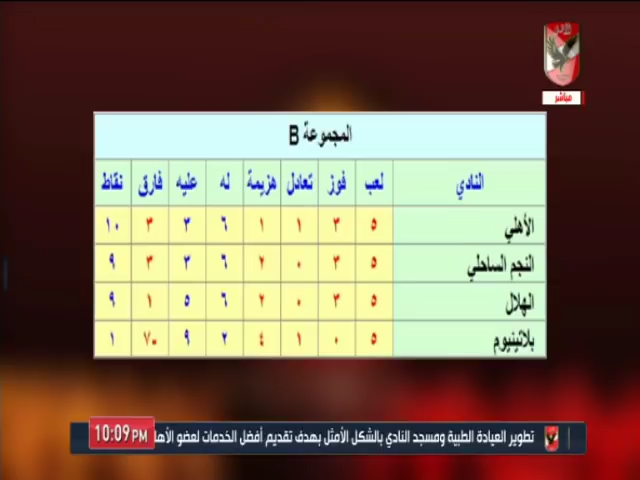 مباشر
المجموعة B
النادي لعب فوز تعادل هزيمة له عليه فارق نقاط
الأهلي ٥ ٣ ١ ١ ٦ ٣ ٣ ١٠
النجم الساحلي ٥ ٣ ٠ ٢ ٦ ٣ ٣ ٩
الهلال ٥ ٣ ٠ ٢ ٦ ٥ ١ ٩
بلاتينيوم ٥ ٠ ١ ٤ ٢ ٩ ٧- ١
تطوير العيادة الطبية ومسجد النادي بالشكل الأمثل بهدف تقديم أفضل الخدمات لعضو الأهل
10:09 PM